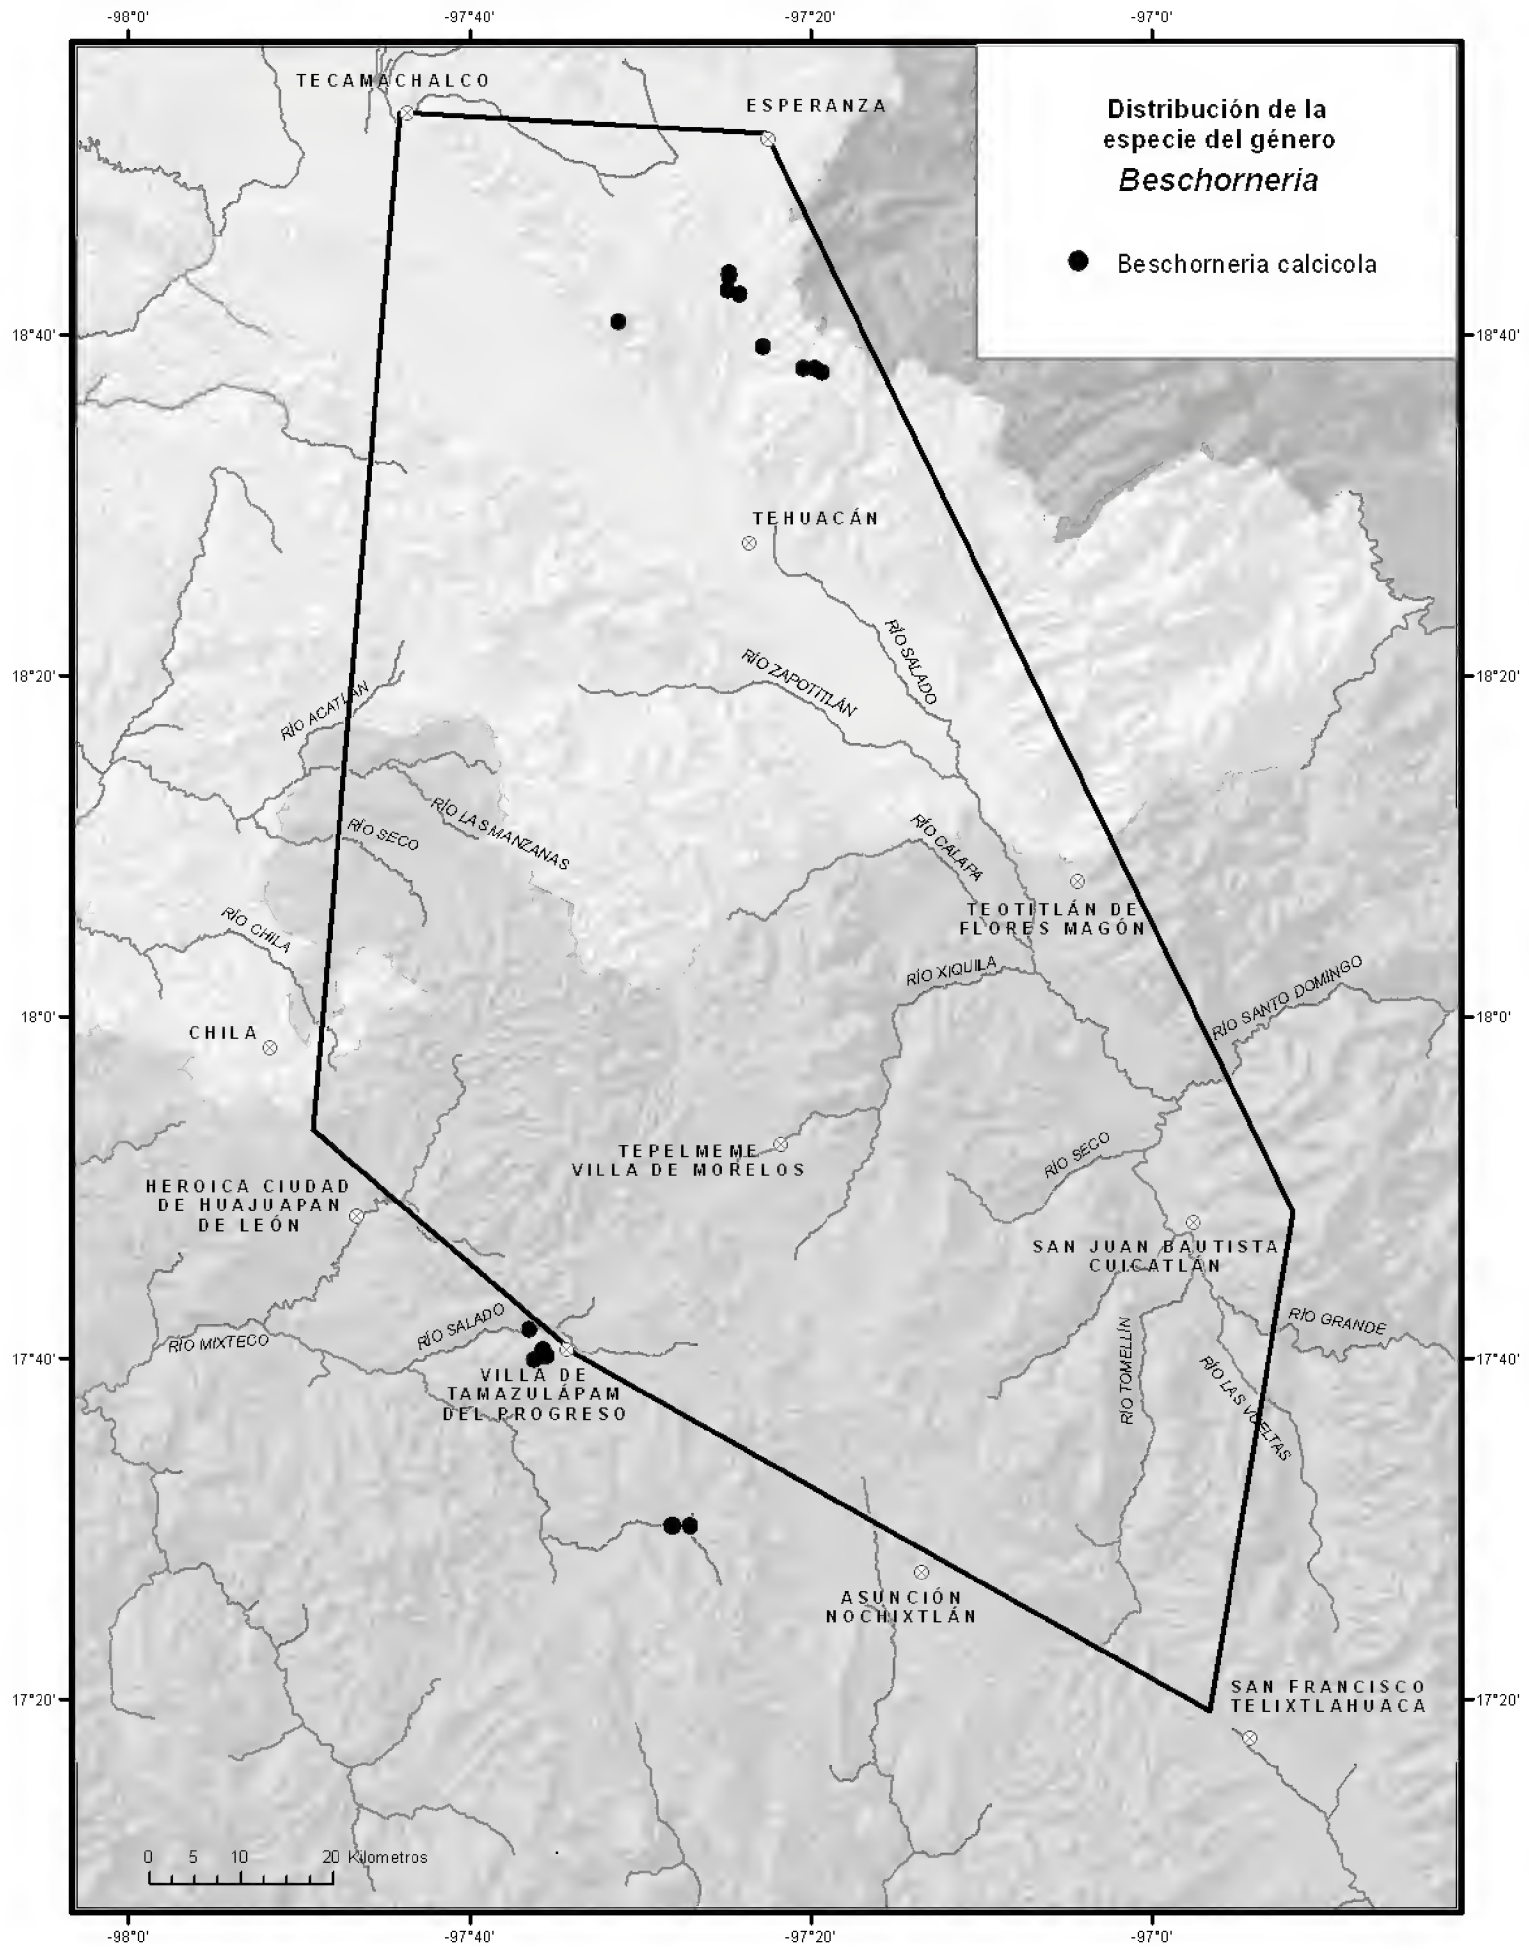 -98°0'
-97°40'
-97°20'
-97°0'
TECAMACHALCO
ESPERANZA
Distribución de la
especie del género
Beschorneria
Beschorneria calcicola
18°40'
18°40'
TEHUACÁN
RÍO SALADO
RÍO ZAPOTITLÁN
18°20'
18°20'
RÍO ACATLÁN
RÍO LAS MANZANAS
RÍO SECO
RÍO CALAPA
TEOTITLÁN DE
FLORES MAGÓN
RÍO CHILA
RÍO XIQUILA
RÍO SANTO DOMINGO
18°0'
18°0'
CHILA
TEPELMEME
VILLA DE MORELOS
RÍO SECO
HEROICA CIUDAD
DE HUAJUAPAN
DE LEÓN
SAN JUAN BAUTISTA
CUICATLÁN
RÍO SALADO
RÍO MIXTECO
RÍO GRANDE
17°40'
17°40'
VILLA DE
TAMAZULÁPAM
DEL PROGRESO
RÍO TOMELLÍN
RÍO LAS VUELTAS
ASUNCIÓN
NOCHIXTLÁN
SAN FRANCISCO
TELIXTLAHUACA
17°20'
17°20'
0 5 10 20 Kilometros
-98°0'
-97°40'
-97°20'
-97°0'